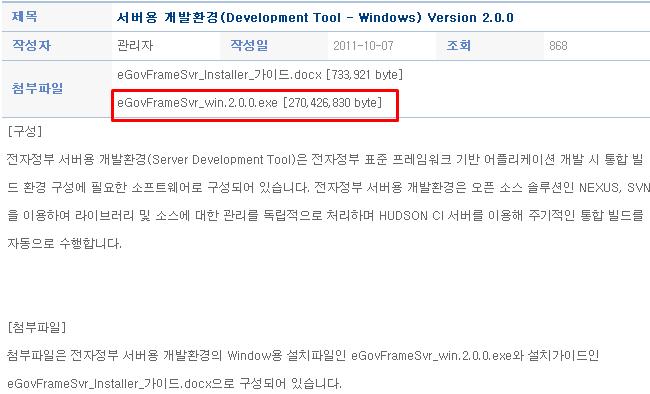 제목 서버용 개발환경(Development Tool - Windows) Version 2.0.0
작성자 관리자 작성일 2011-10-07 조회 868
첨부파일 eGovFrameSvr_Installer_가이드.docx [733,921 byte]
eGovFrameSvr_win.2.0.0.exe [270,426,830 byte]
[구성]
전자정부 서버용 개발환경(Server Development Tool)은 전자정부 표준 프레임워크 기반 어플리케이션 개발 시 통합 빌
드 환경 구성에 필요한 소프트웨어로 구성되어 있습니다. 전자정부 서버용 개발환경은 오픈 소스 솔루션인 NEXUS, SVN
을 이용하여 라이브러리 및 소스에 대한 관리를 독립적으로 처리하며 HUDSON CI 서버를 이용해 주기적인 통합 빌드를
자동으로 수행합니다.
[첨부파일]
첨부파일은 전자정부 서버용 개발환경의 Window용 설치파일인 eGovFrameSvr_win.2.0.0.exe와 설치가이드인
eGovFrameSvr_Installer_가이드.docx으로 구성되어 있습니다.